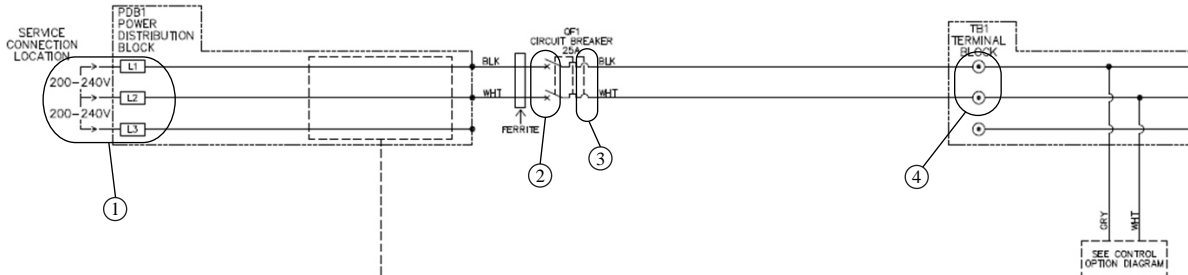 SERVICE
CONNECTION
LOCATION
PDB1
POWER
DISTRIBUTION
BLOCK
L1
200-240V
L2
200-240V
L3
BLK
WHT
FERRITE
QF1
CIRCUIT BREAKER
25A
BLK
WHT
TB1
TERMINAL
BLOCK
1
2
3
4
GRY
WHT
SEE CONTROL
OPTION DIAGRAM